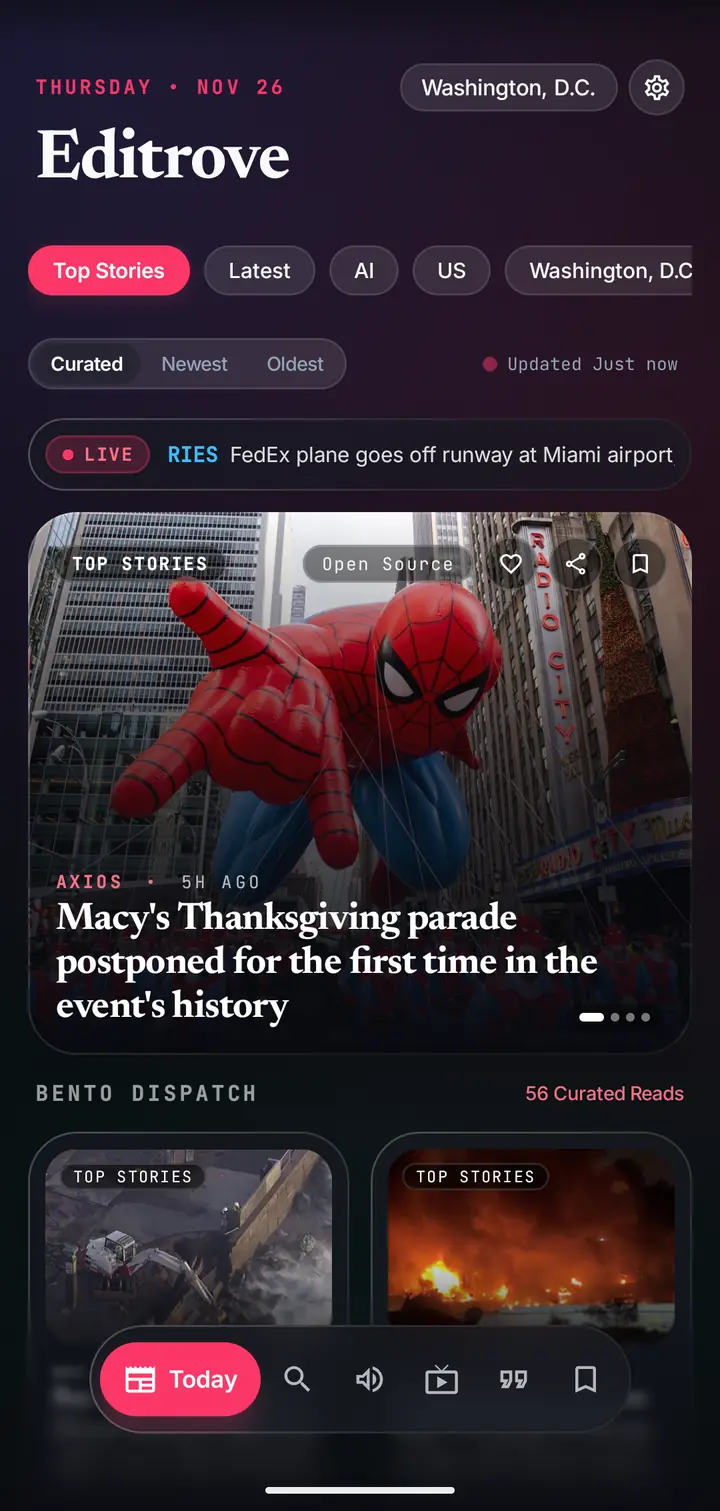 THURSDAY • NOV 26
Washington, D.C.
Editrove
Top Stories
Latest
AI
US
Washington, D.C
Curated
Newest
Oldest
Updated Just now
LIVE
RIES FedEx plane goes off runway at Miami airport
TOP STORIES
Open Source
RADIO CITY
AXIOS • 5H AGO
Macy's Thanksgiving parade
postponed for the first time in the
event's history
BENTO DISPATCH
56 Curated Reads
TOP STORIES
TOP STORIES
Today